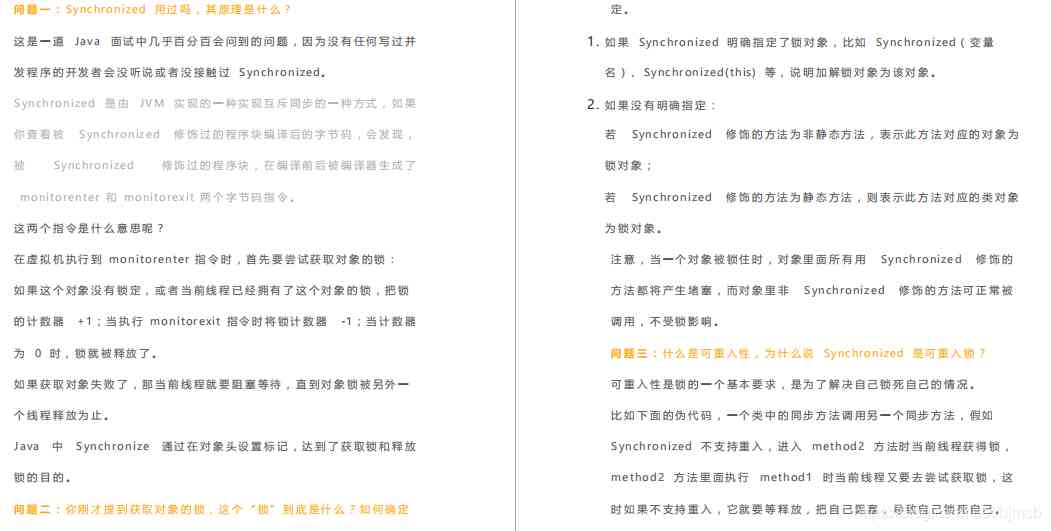 问题一：Synchronized 用过吗，其原理是什么？
这是一道 Java 面试中几乎百分百会问到的问题，因为没有任何写过并
发程序的开发者会没听说或者没接触过 Synchronized。
Synchronized 是由 JVM 实现的一种实现互斥同步的一种方式，如果
你查看被 Synchronized 修饰过的程序块编译后的字节码，会发现，
被 Synchronized 修饰过的程序块，在编译前后被编译器生成了
monitorenter 和 monitorexit 两个字节码指令。
这两个指令是什么意思呢？
在虚拟机执行到 monitorenter 指令时，首先要尝试获取对象的锁：
如果这个对象没有锁定，或者当前线程已经拥有了这个对象的锁，把锁
的计数器 +1；当执行 monitorexit 指令时将锁计数器 -1；当计数器
为 0 时，锁就被释放了。
如果获取对象失败了，那当前线程就要阻塞等待，直到对象锁被另外一
个线程释放为止。
Java 中 Synchronize 通过在对象头设置标记，达到了获取锁和释放
锁的目的。
问题二：你刚才提到获取对象的锁，这个“锁”到底是什么？如何确定
定。
1. 如果 Synchronized 明确指定了锁对象，比如 Synchronized（变量
名）、Synchronized(this) 等，说明加解锁对象为该对象。
2. 如果没有明确指定：
若 Synchronized 修饰的方法为非静态方法，表示此方法对应的对象为
锁对象；
若 Synchronized 修饰的方法为静态方法，则表示此方法对应的类对象
为锁对象。
注意，当一个对象被锁住时，对象里面所有用 Synchronized 修饰的
方法都将产生堵塞，而对象里非 Synchronized 修饰的方法可正常被
调用，不受锁影响。
问题三：什么是可重入性，为什么说 Synchronized 是可重入锁？
可重入性是锁的一个基本要求，是为了解决自己锁死自己的情况。
比如下面的伪代码，一个类中的同步方法调用另一个同步方法，假如
Synchronized 不支持重入，进入 method2 方法时当前线程获得锁，
method2 方法里面执行 method1 时当前线程又要去尝试获取锁，这
时如果不支持重入，它就要等释放，把自己阻塞，导致自己锁死自己。